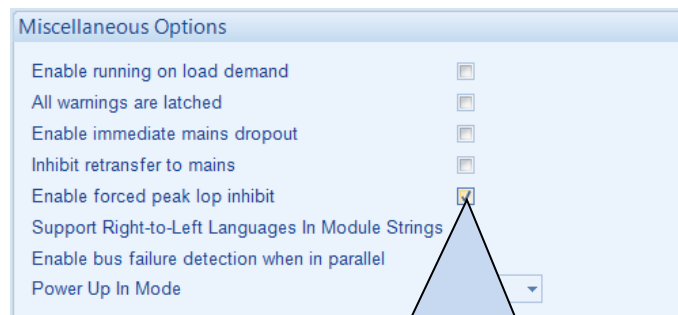 Miscellaneous Options
Enable running on load demand
All warnings are latched
Enable immediate mains dropout
Inhibit retransfer to mains
Enable forced peak lop inhibit
Support Right-to-Left Languages In Module Strings
Enable bus failure detection when in parallel
Power Up In Mode